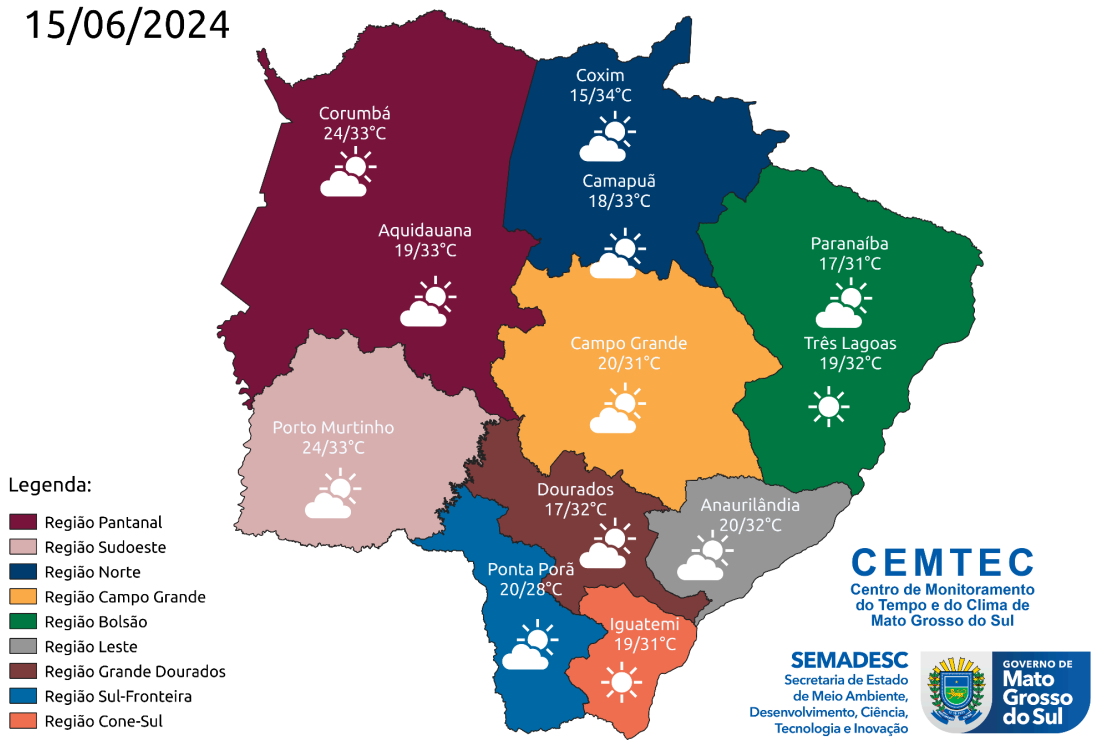 15/06/2024
Coxim
15/34°C
Corumbá
24/33°C
Camapuã
18/33°C
Aquidauana
19/33°C
Paranaíba
17/31°C
Campo Grande
20/31°C
Três Lagoas
19/32°C
Porto Murtinho
24/33°C
Dourados
17/32°C
Anaurilândia
20/32°C
Ponta Porã
20/28°C
Iguatemi
19/31°C
Legenda:
Região Pantanal
Região Sudoeste
Região Norte
Região Campo Grande
Região Bolsão
Região Leste
Região Grande Dourados
Região Sul-Fronteira
Região Cone-Sul
CEMTEC
Centro de Monitoramento
do Tempo e do Clima de
Mato Grosso do Sul
SEMADESC
Secretaria de Estado
de Meio Ambiente,
Desenvolvimento, Ciência,
Tecnologia e Inovação
GOVERNO DE
Mato
Grosso
do Sul